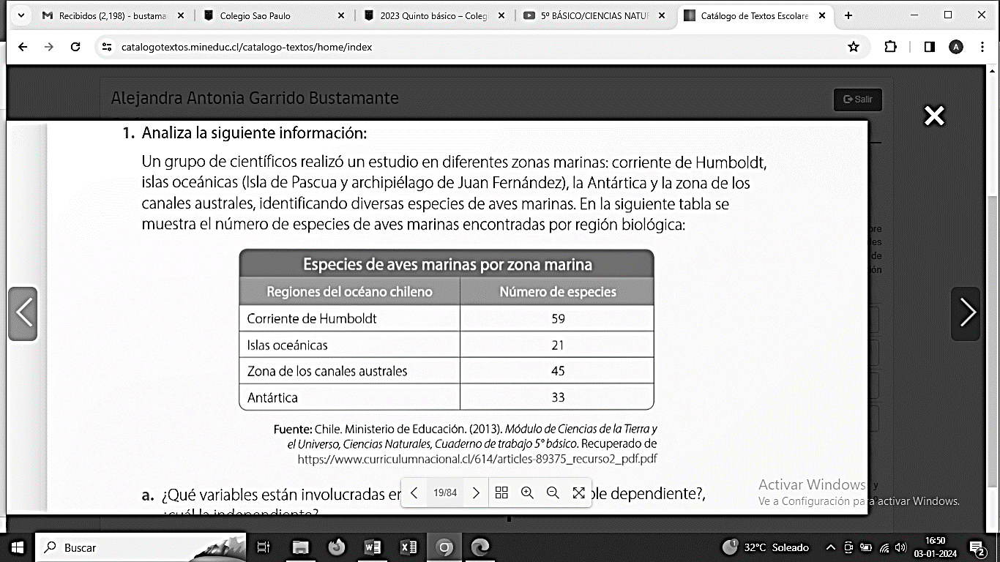 Recibidos (2,198) - bustama
Colegio Sao Paulo
2023 Quinto básico – Coleg
5º BÁSICO/CIENCIAS NATUR
Catálogo de Textos Escolare
catalogotextos.mineduc.cl/catalogo-textos/home/index
A
Alejandra Antonia Garrido Bustamante
Salir
1. Analiza la siguiente información:
Un grupo de científicos realizó un estudio en diferentes zonas marinas: corriente de Humboldt,
islas oceánicas (Isla de Pascua y archipiélago de Juan Fernández), la Antártica y la zona de los
canales australes, identificando diversas especies de aves marinas. En la siguiente tabla se
muestra el número de especies de aves marinas encontradas por región biológica:
Especies de aves marinas por zona marina
Regiones del océano chileno Número de especies
Corriente de Humboldt 59
Islas oceánicas 21
Zona de los canales australes 45
Antártica 33
Fuente: Chile. Ministerio de Educación. (2013). Módulo de Ciencias de la Tierra y
el Universo, Ciencias Naturales, Cuaderno de trabajo 5° básico. Recuperado de
https://www.curriculumnacional.cl/614/articles-89375_recurso2_pdf.pdf
a. ¿Qué variables están involucradas en dependiente?,
¿cuál la independiente?
19/84
Activar Windows
Ve a Configuración para activar Windows.
Buscar
32°C Soleado
16:50
03-01-2024
2